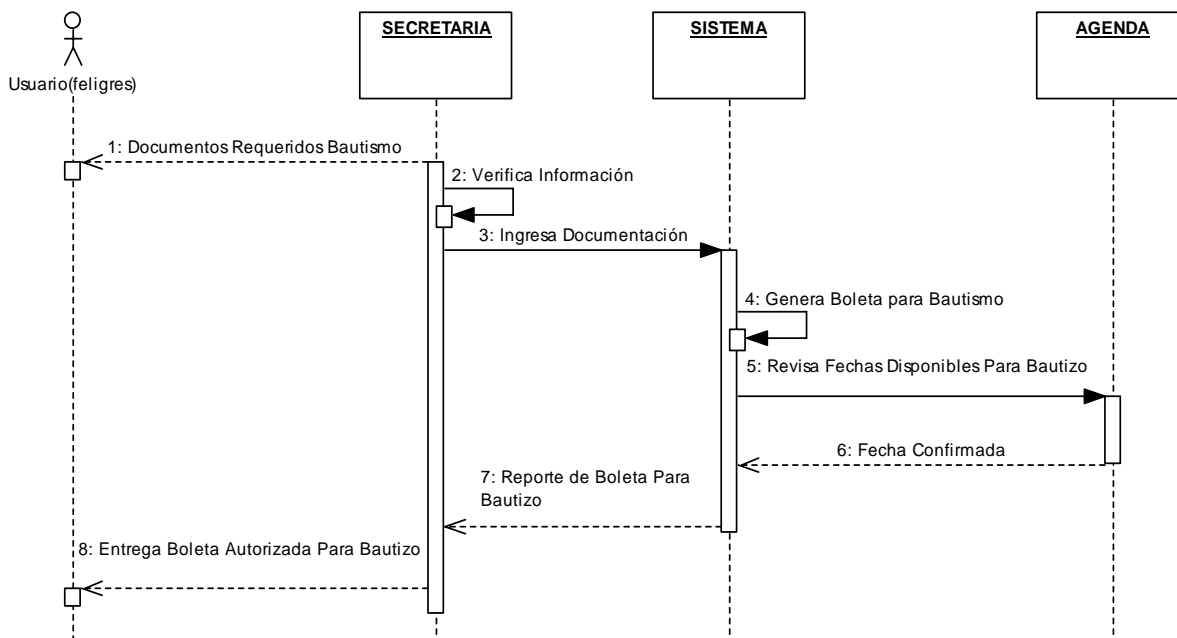 SECRETARIA
SISTEMA
AGENDA
Usuario(feligres)
1: Documentos Requeridos Bautismo
2: Verifica Información
3: Ingresa Documentación
4: Genera Boleta para Bautismo
5: Revisa Fechas Disponibles Para Bautizo
6: Fecha Confirmada
7: Reporte de Boleta Para
Bautizo
8: Entrega Boleta Autorizada Para Bautizo